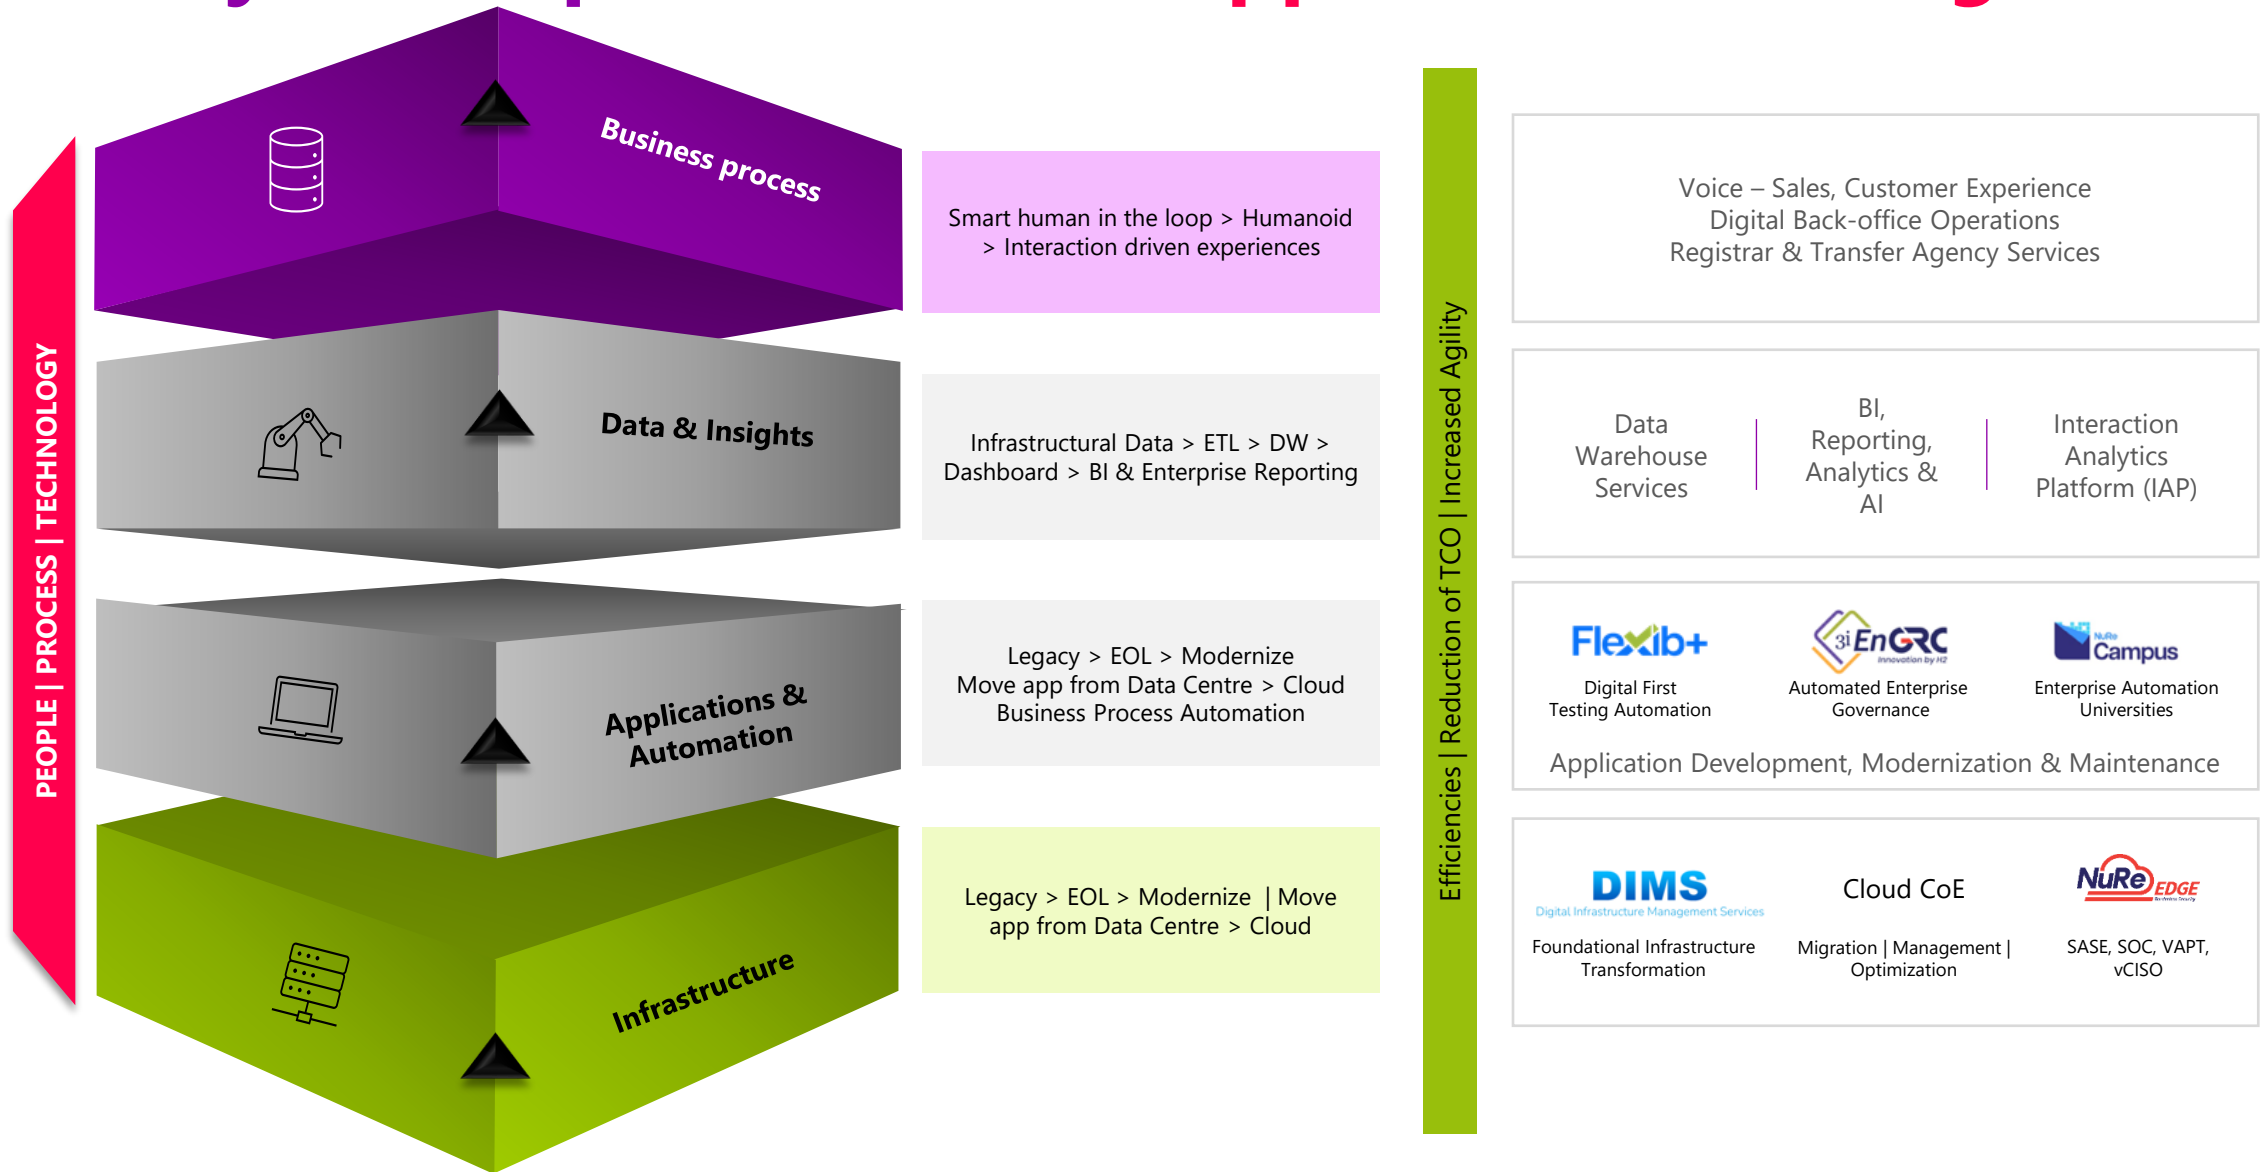 PEOPLE | PROCESS | TECHNOLOGY
Business process
Smart human in the loop > Humanoid
> Interaction driven experiences
Data & Insights
Infrastructural Data > ETL > DW >
Dashboard > BI & Enterprise Reporting
Applications &
Automation
Legacy > EOL > Modernize
Move app from Data Centre > Cloud
Business Process Automation
Infrastructure
Legacy > EOL > Modernize | Move
app from Data Centre > Cloud
Efficiencies | Reduction of TCO | Increased Agility
Voice – Sales, Customer Experience
Digital Back-office Operations
Registrar & Transfer Agency Services
Data
Warehouse
Services
BI,
Reporting,
Analytics &
AI
Interaction
Analytics
Platform (IAP)
Flexib+
Digital First
Testing Automation
3i EnGRC
Innovation by H2
Automated Enterprise
Governance
NuRe
Campus
Enterprise Automation
Universities
Application Development, Modernization & Maintenance
DIMS
Digital Infrastructure Management Services
Foundational Infrastructure
Transformation
Cloud CoE
Migration | Management |
Optimization
NuRe EDGE
SASE, SOC, VAPT,
vCISO